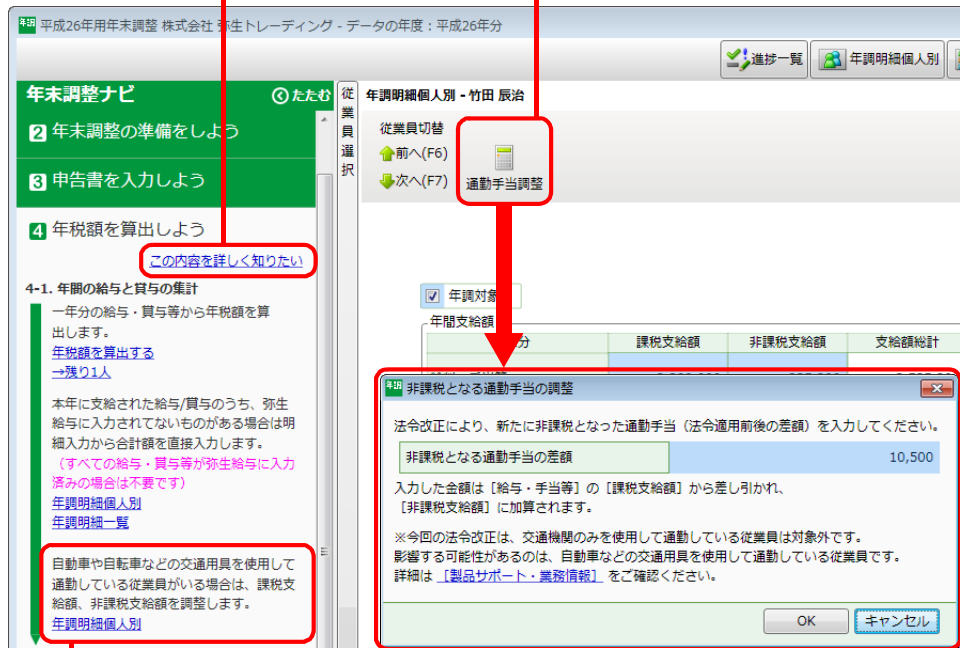 平成26年用年末調整 株式会社 弥生トレーディング - データの年度：平成26年分
進捗一覧
年調明細個人別
年末調整ナビ
たたむ
2 年末調整の準備をしよう
3 申告書を入力しよう
4 年税額を算出しよう
この内容を詳しく知りたい
4-1. 年間の給与と賞与の集計
一年分の給与・賞与等から年税額を算
出します。
年税額を算出する
→残り1人
本年に支給された給与/賞与のうち、弥生
給与に入力されてないものがある場合は明
細入力から合計額を直接入力します。
（すべての給与・賞与等が弥生給与に入力
済みの場合は不要です）
年調明細個人別
年調明細一覧
自動車や自転車などの交通用具を使用して
通勤している従業員がいる場合は、課税支
給額、非課税支給額を調整します。
年調明細個人別
従業員選択
年調明細個人別 - 竹田 辰治
従業員切替
前へ(F6)
次へ(F7)
通勤手当調整
年調対象
年間支給額
分
課税支給額
非課税支給額
支給額総計
非課税となる通勤手当の調整
法令改正により、新たに非課税となった通勤手当（法令適用前後の差額）を入力してください。
非課税となる通勤手当の差額
10,500
入力した金額は［給与・手当等］の［課税支給額］から差し引かれ、
［非課税支給額］に加算されます。
※今回の法令改正は、交通機関のみを使用して通勤している従業員は対象外です。
影響する可能性があるのは、自動車などの交通用具を使用して通勤している従業員です。
詳細は ［製品サポート・業務情報］ をご確認ください。
OK
キャンセル